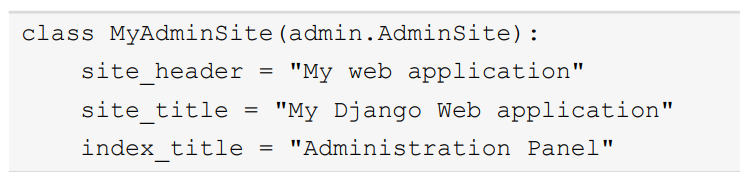 class MyAdminSite(admin.AdminSite):
    site_header = "My web application"
    site_title = "My Django Web application"
    index_title = "Administration Panel"